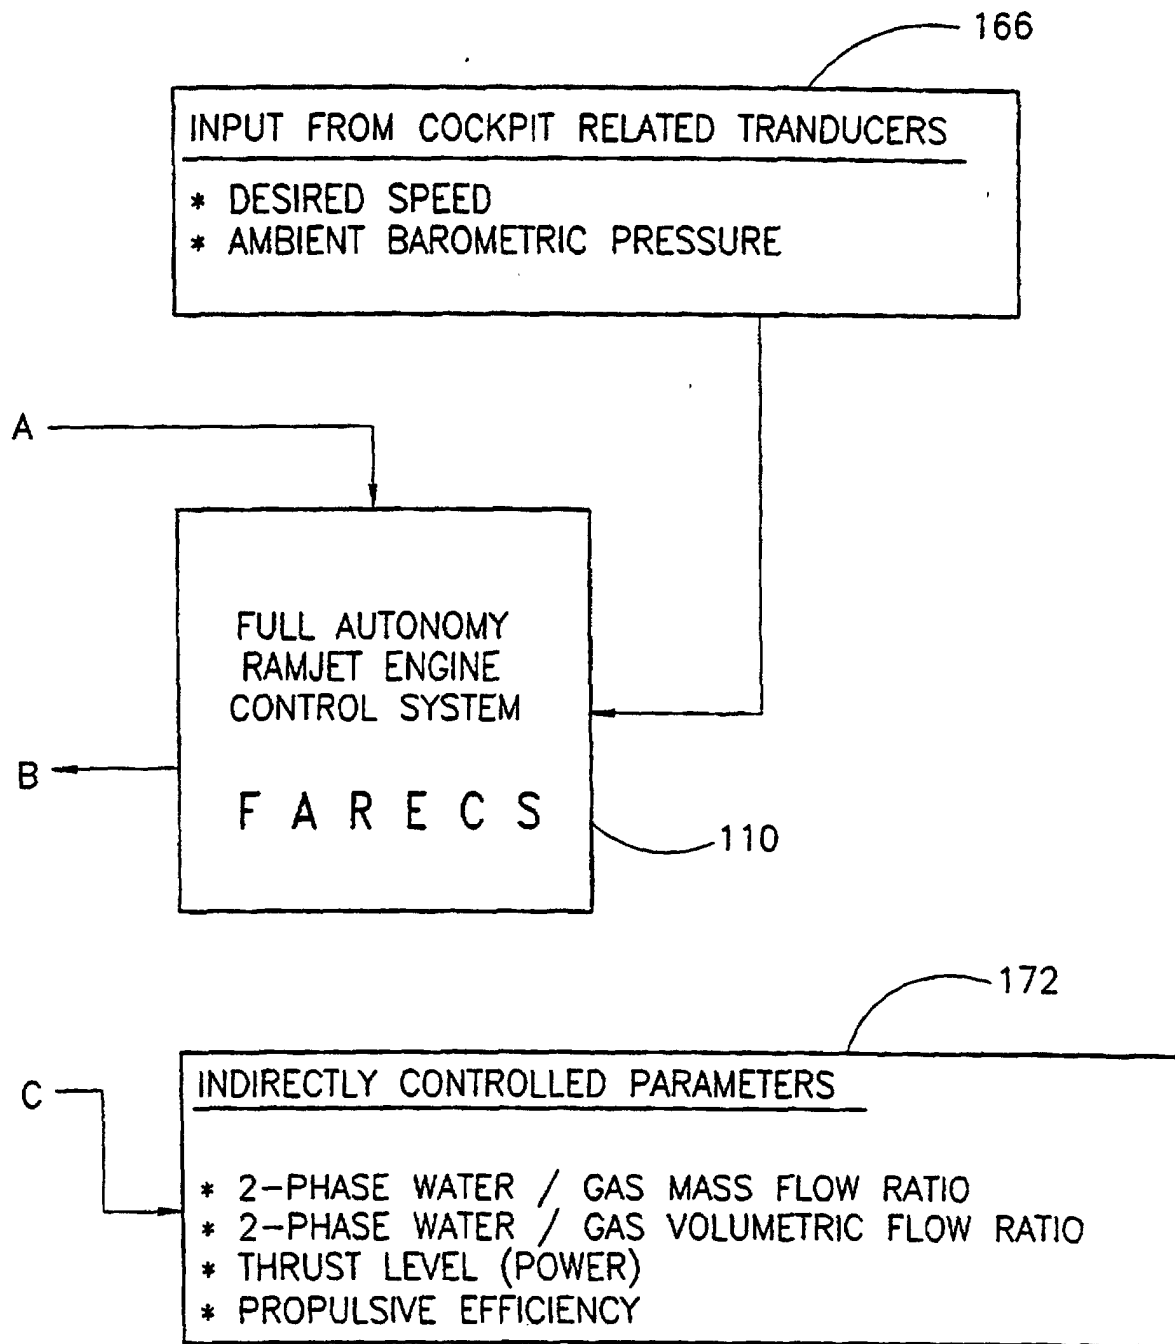 166
INPUT FROM COCKPIT RELATED TRANDUCERS
* DESIRED SPEED
* AMBIENT BAROMETRIC PRESSURE
A
FULL AUTONOMY
RAMJET ENGINE
CONTROL SYSTEM
B
F A R E C S
110
172
C
INDIRECTLY CONTROLLED PARAMETERS
* 2-PHASE WATER / GAS MASS FLOW RATIO
* 2-PHASE WATER / GAS VOLUMETRIC FLOW RATIO
* THRUST LEVEL (POWER)
* PROPULSIVE EFFICIENCY